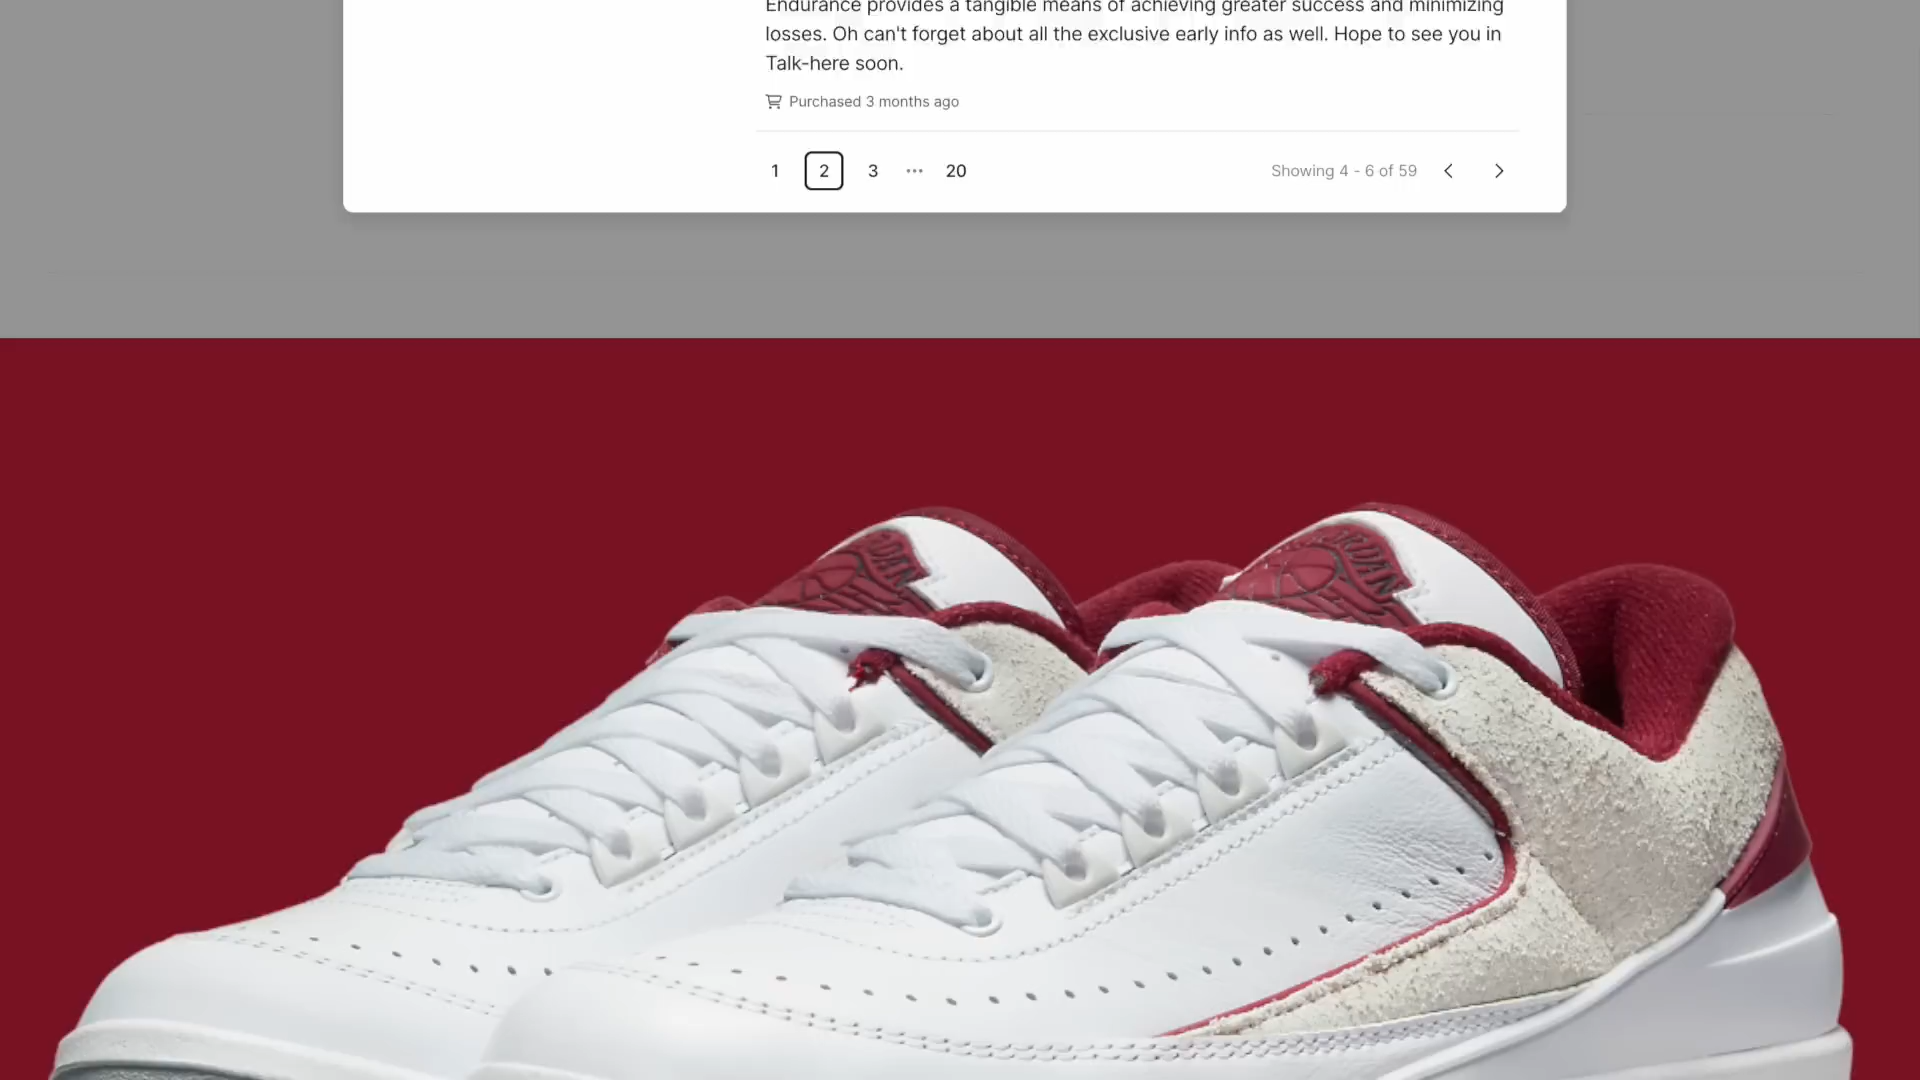 Endurance provides a tangible means of achieving greater success and minimizing
losses. Oh can't forget about all the exclusive early info as well. Hope to see you in
Talk-here soon.
Purchased 3 months ago
1 2 3 ··· 20 Showing 4 - 6 of 59